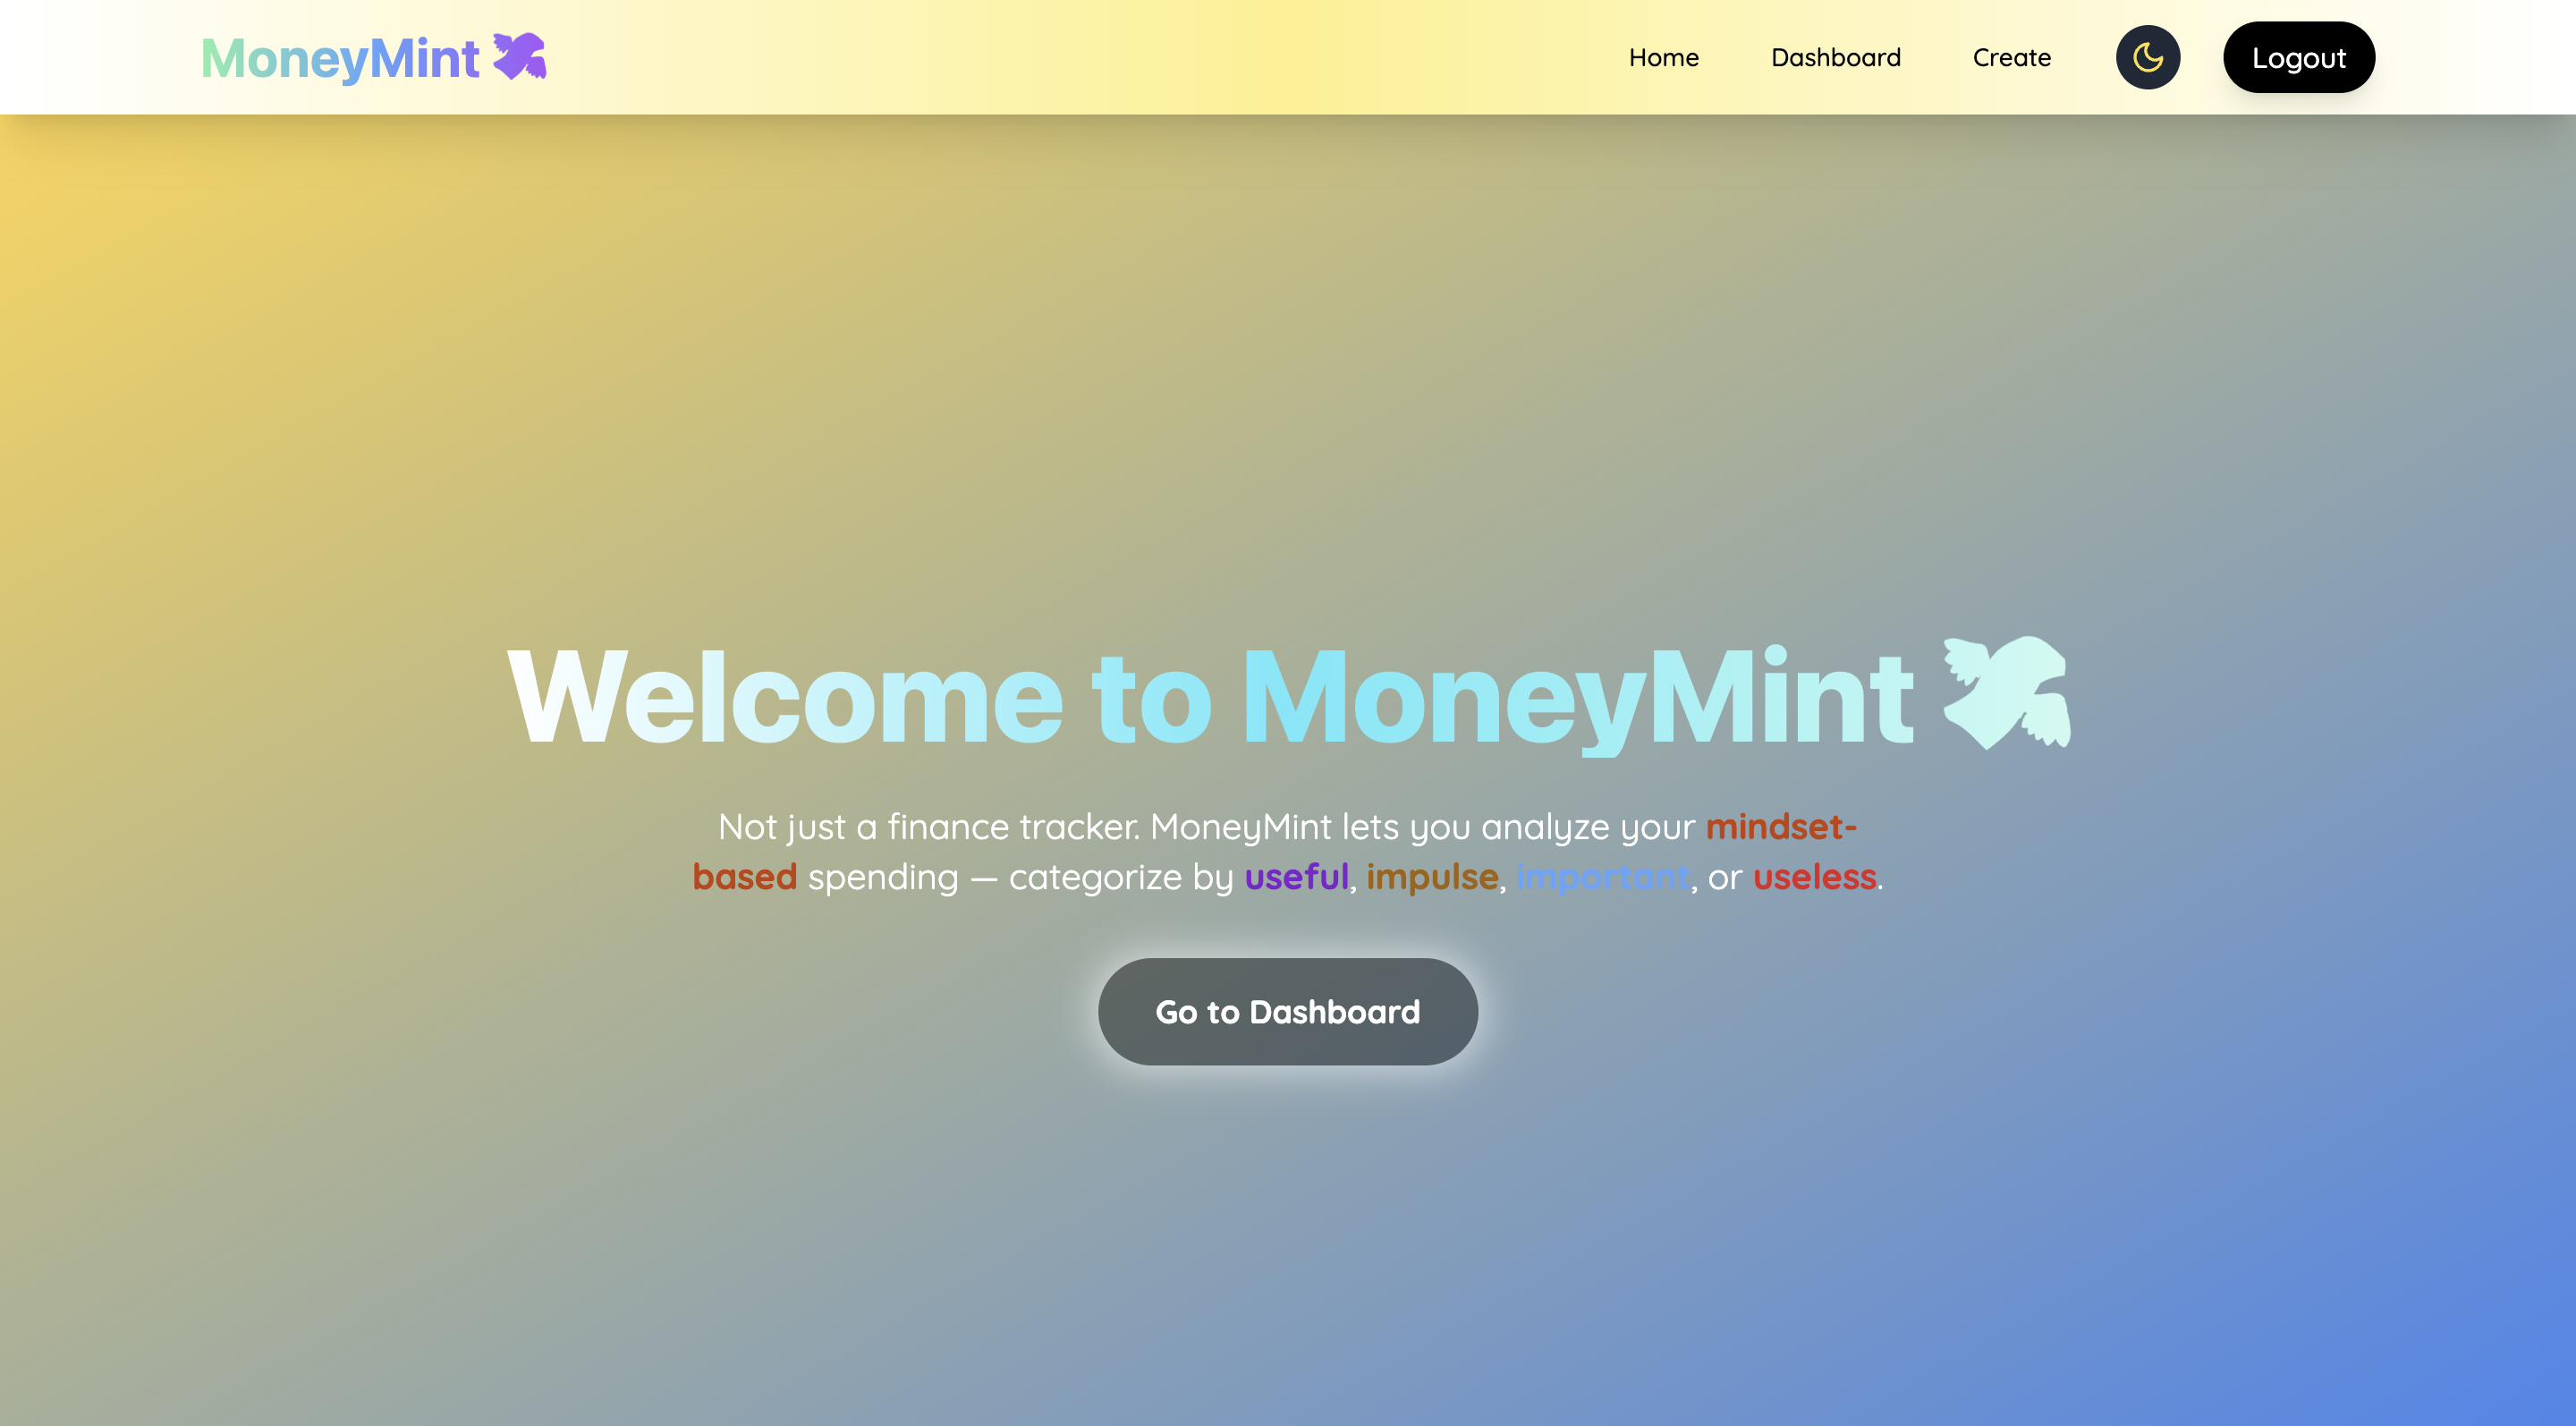 MoneyMint
Home
Dashboard
Create
Logout
Welcome to MoneyMint
Not just a finance tracker. MoneyMint lets you analyze your mindset-
based spending — categorize by useful, impulse, important, or useless.
Go to Dashboard